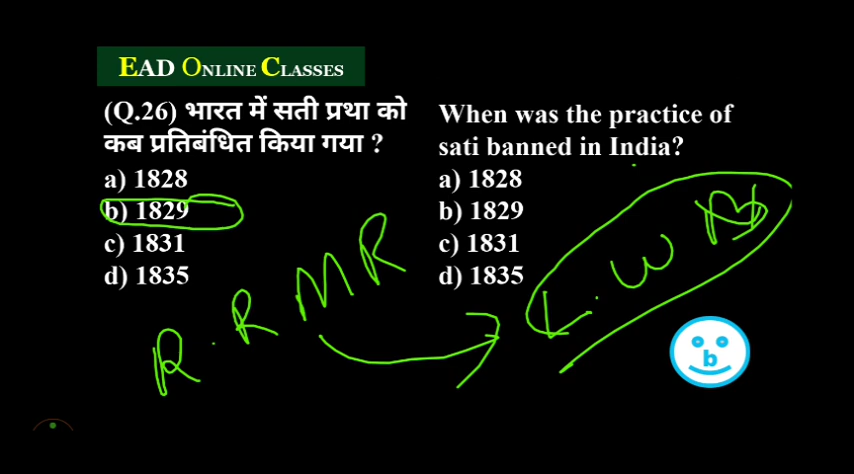 EAD ONLINE CLASSES
(Q.26) भारत में सती प्रथा को
कब प्रतिबंधित किया गया ?
a) 1828
b) 1829
c) 1831
d) 1835
When was the practice of
sati banned in India?
a) 1828
b) 1829
c) 1831
d) 1835
R. R M R
L. W B
b